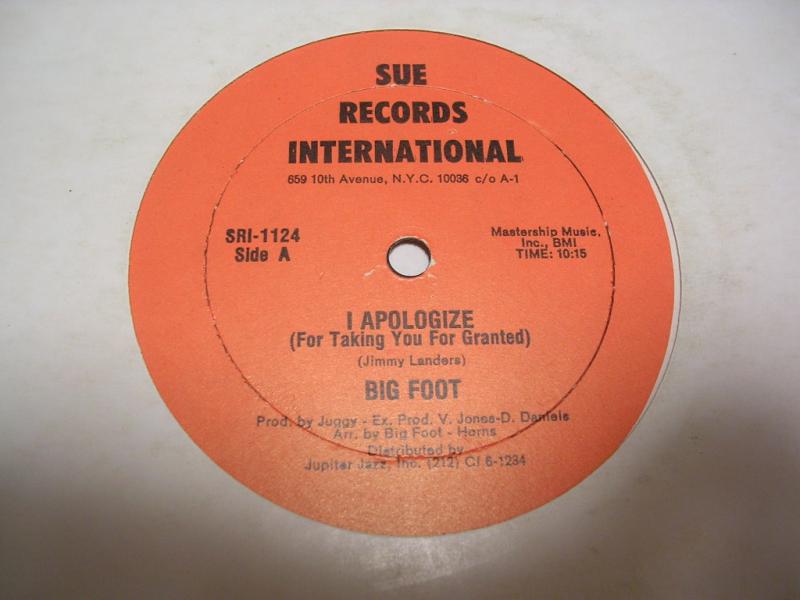 SUE
RECORDS
INTERNATIONAL
659 10th Avenue, N.Y.C. 10036 c/o A-1
SRI-1124
Side A
Mastership Music,
Inc., BMI
TIME: 10:15
I APOLOGIZE
(For Taking You For Granted)
(Jimmy Landers)
BIG FOOT
Prod. by Juggy - Ex. Prod. V. Jones-D. Daniels
Arr. by Big Foot - Horns
Distributed by
Jupiter Jazz, Inc. (212) CI 6-1234